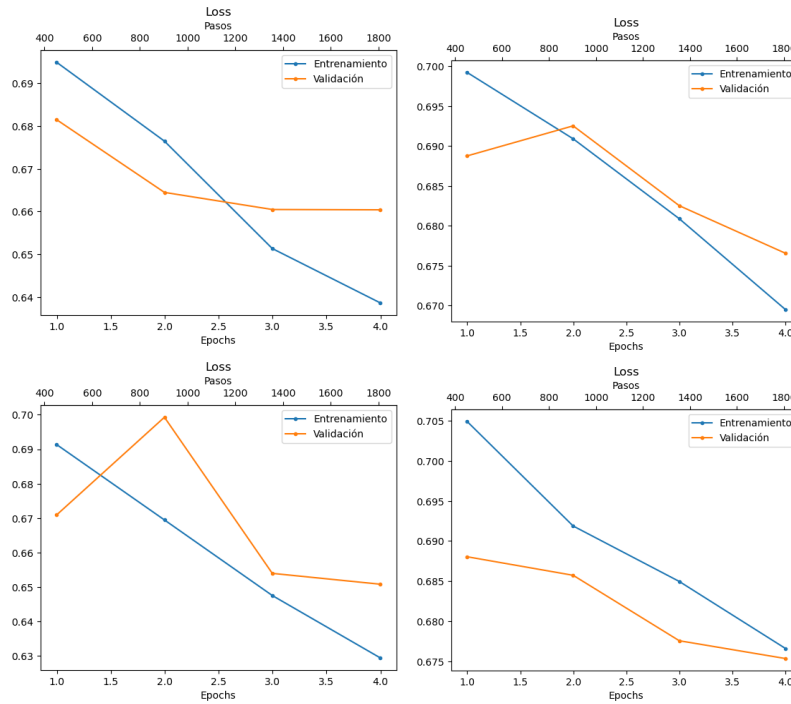 Loss
Pasos
400 600 800 1000 1200 1400 1600 1800
0.69
0.68
0.67
0.66
0.65
0.64
Entrenamiento
Validación
1.0 1.5 2.0 2.5 3.0 3.5 4.0
Epochs
Loss
Pasos
400 600 800 1000 1200 1400 1600
0.700
0.695
0.690
0.685
0.680
0.675
0.670
Entrenamiento
Validación
1.0 1.5 2.0 2.5 3.0 3.5 4.0
Epochs
Loss
Pasos
400 600 800 1000 1200 1400 1600 1800
0.70
0.69
0.68
0.67
0.66
0.65
0.64
0.63
Entrenamiento
Validación
1.0 1.5 2.0 2.5 3.0 3.5 4.0
Epochs
Loss
Pasos
400 600 800 1000 1200 1400 1600
0.705
0.700
0.695
0.690
0.685
0.680
0.675
Entrenamiento
Validación
1.0 1.5 2.0 2.5 3.0 3.5 4.0
Epochs